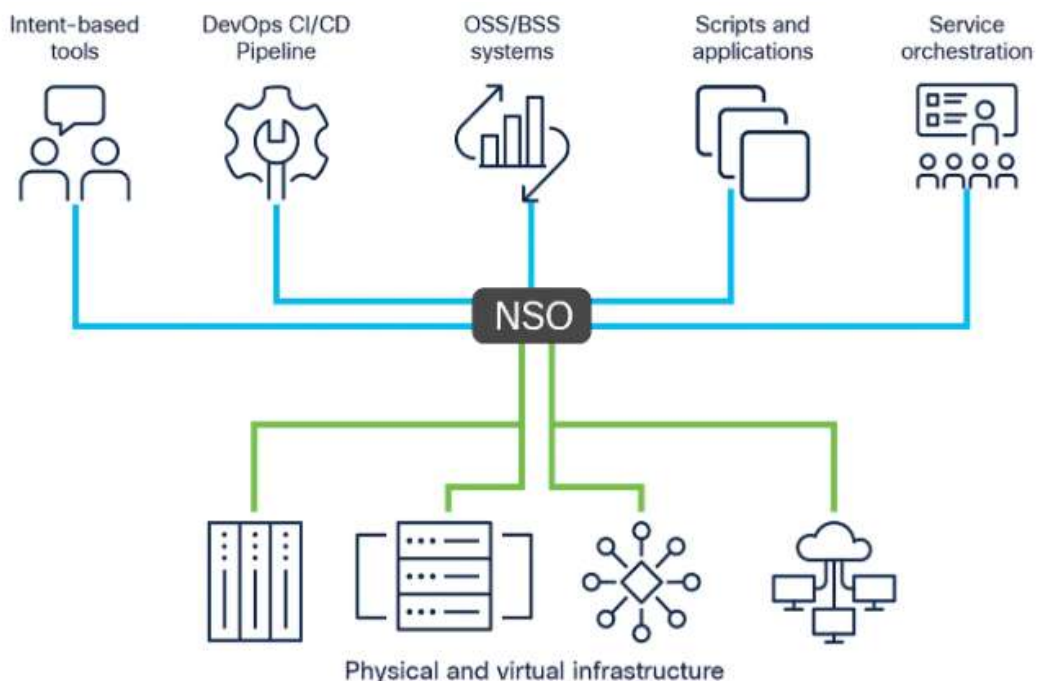 Intent-based
tools
DevOps CI/CD
Pipeline
OSS/BSS
systems
Scripts and
applications
Service
orchestration
NSO
Physical and virtual infrastructure